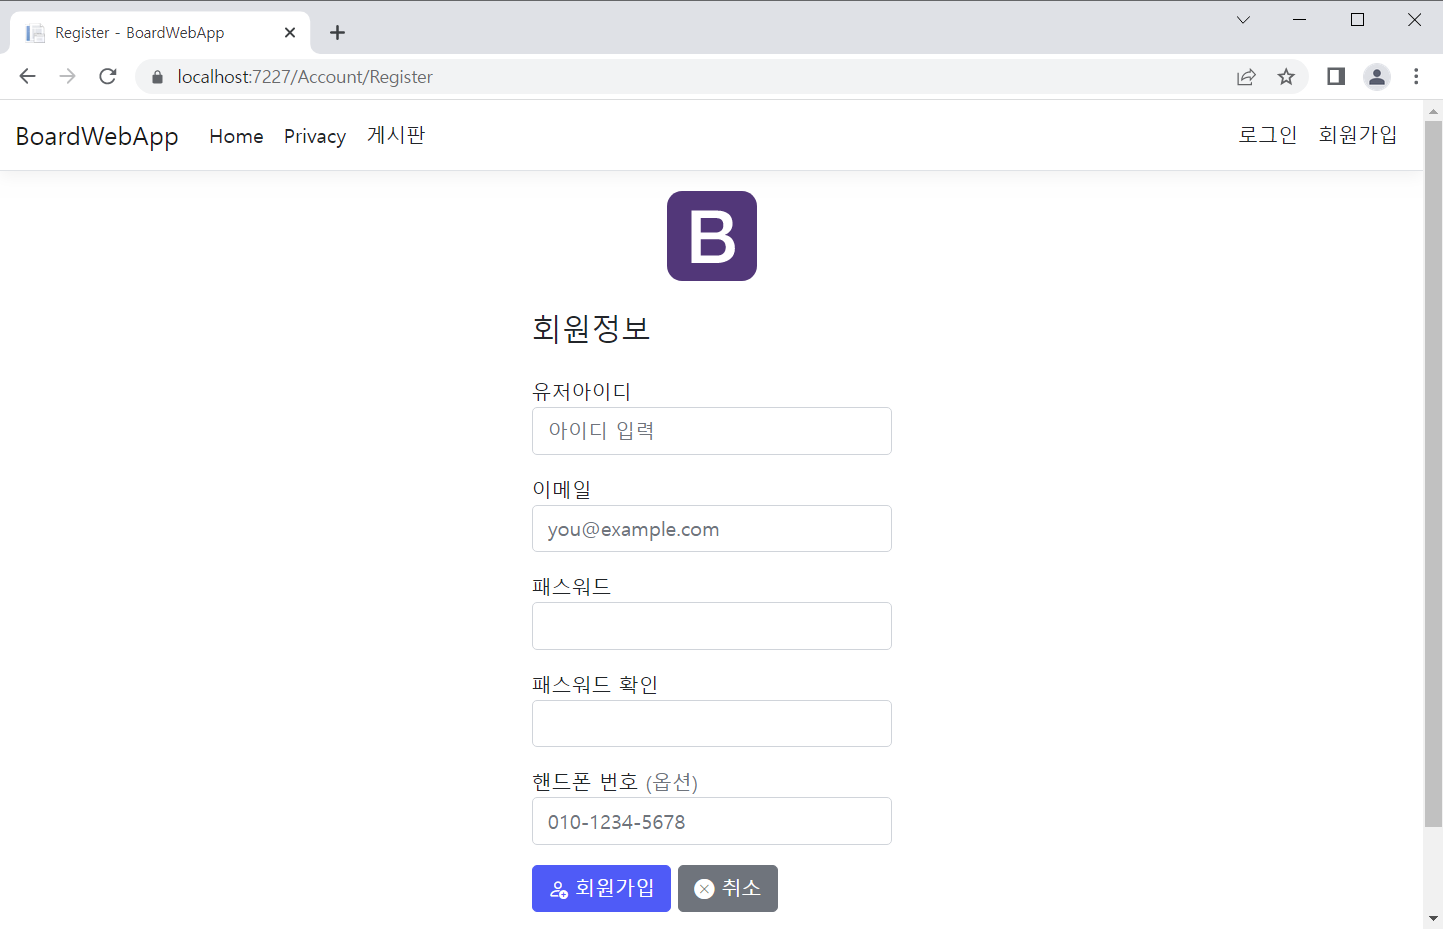 Register - BoardWebApp
localhost:7227/Account/Register
BoardWebApp Home Privacy 게시판 로그인 회원가입
B
회원정보
유저아이디
아이디 입력
이메일
you@example.com
패스워드
패스워드 확인
핸드폰 번호 (옵션)
010-1234-5678
회원가입 취소